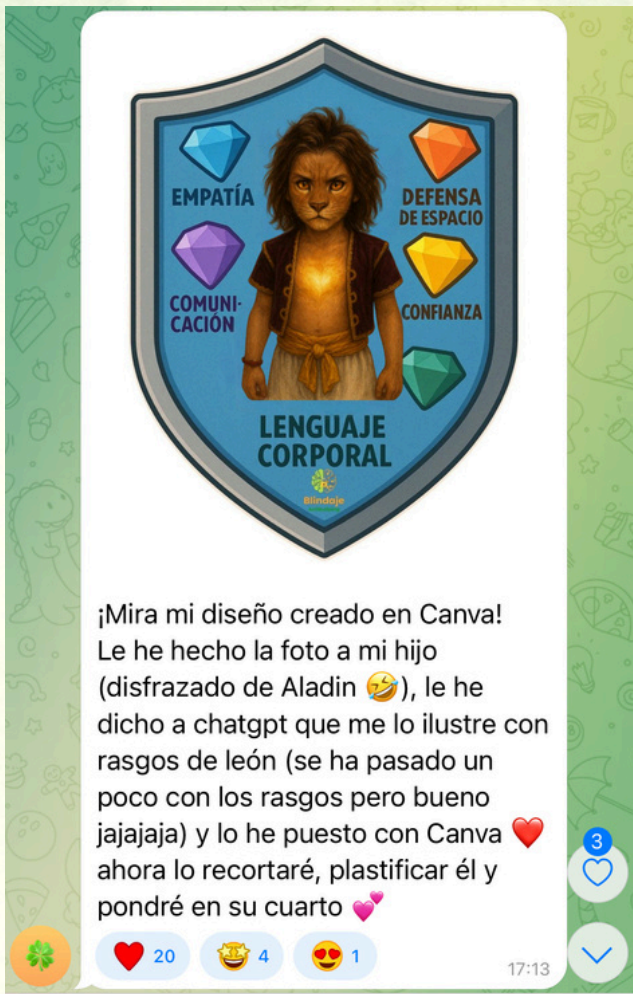 EMPATÍA
DEFENSA
DE ESPACIO
COMUNI-
CACIÓN
CONFIANZA
LENGUAJE
CORPORAL
Blindaje
¡Mira mi diseño creado en Canva!
Le he hecho la foto a mi hijo
(disfrazado de Aladin 🤣), le he
dicho a chatgpt que me lo ilustre con
rasgos de león (se ha pasado un
poco con los rasgos pero bueno
jajajaja) y lo he puesto con Canva ❤️
ahora lo recortaré, plastificar él y
pondré en su cuarto 💕
❤️ 20 🤩 4 😍 1
17:13
3